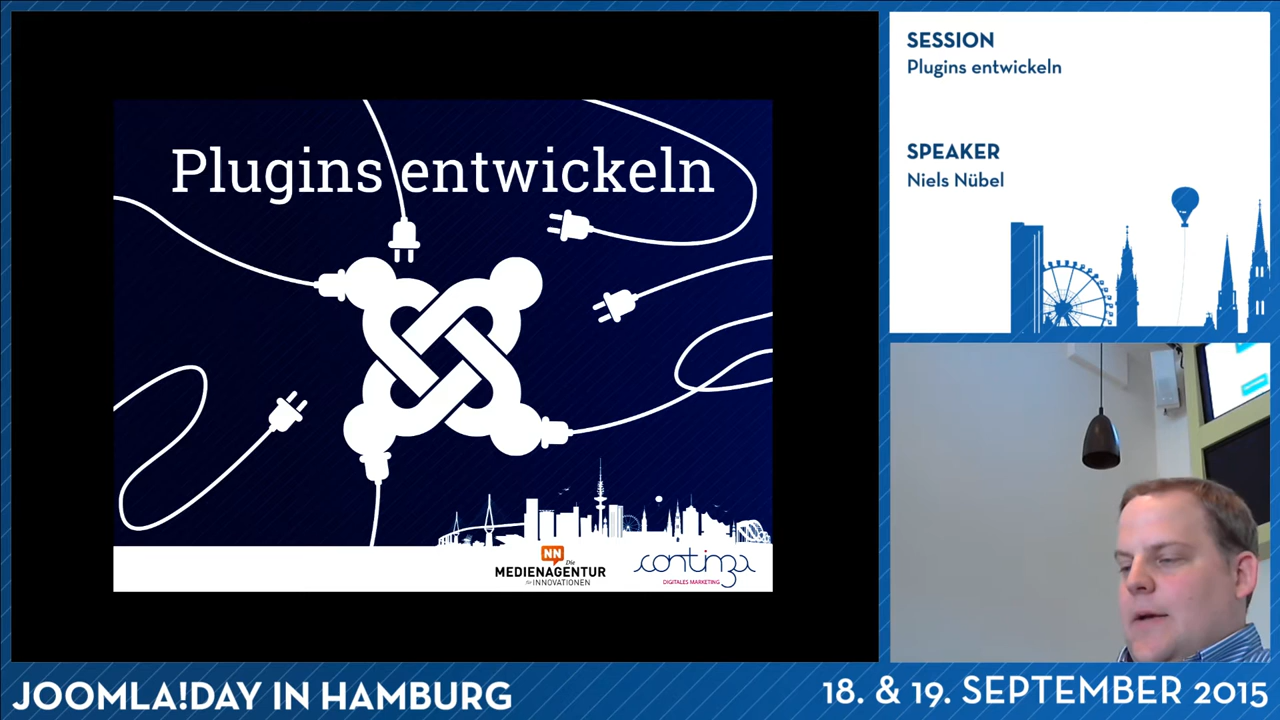 Plugins entwickeln
NN
Die
MEDIENAGENTUR
für INNOVATIONEN
continza
DIGITALES MARKETING
SESSION
Plugins entwickeln
SPEAKER
Niels Nübel
JOOMLA!DAY IN HAMBURG
18. & 19. SEPTEMBER 2015